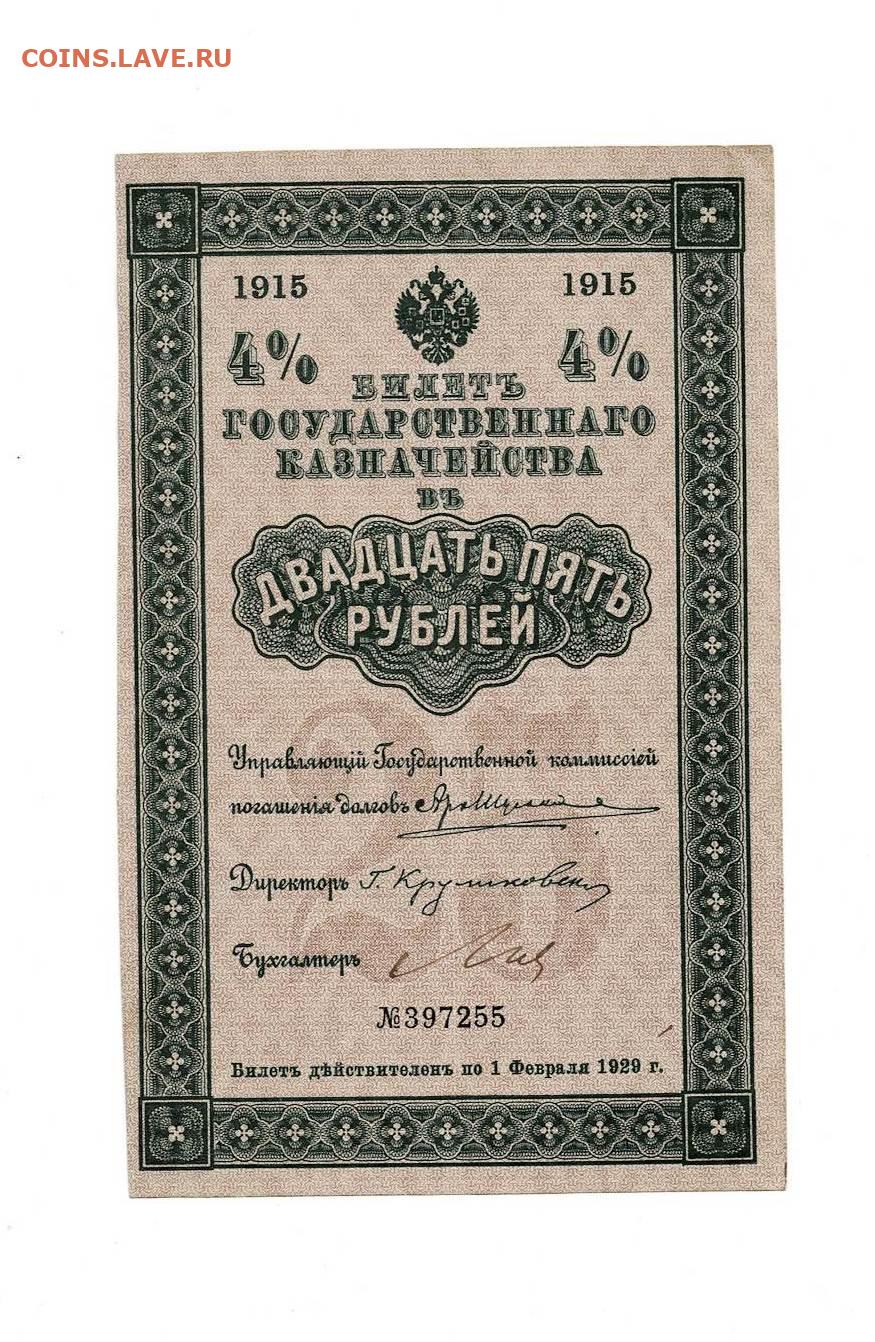 COINS.LAVE.RU
1915 1915
4% 4%
БИЛЕТЪ
ГОСУДАРСТВЕННАГО
КАЗНАЧЕЙСТВА
ВЪ
ДВАДЦАТЬ ПЯТЬ
РУБЛЕЙ
25
Управляющій Государственной коммиссіей
погашенія долговъ
Директоръ
Бухгалтеръ
№397255
Билетъ дѣйствителенъ по 1 Февраля 1929 г.